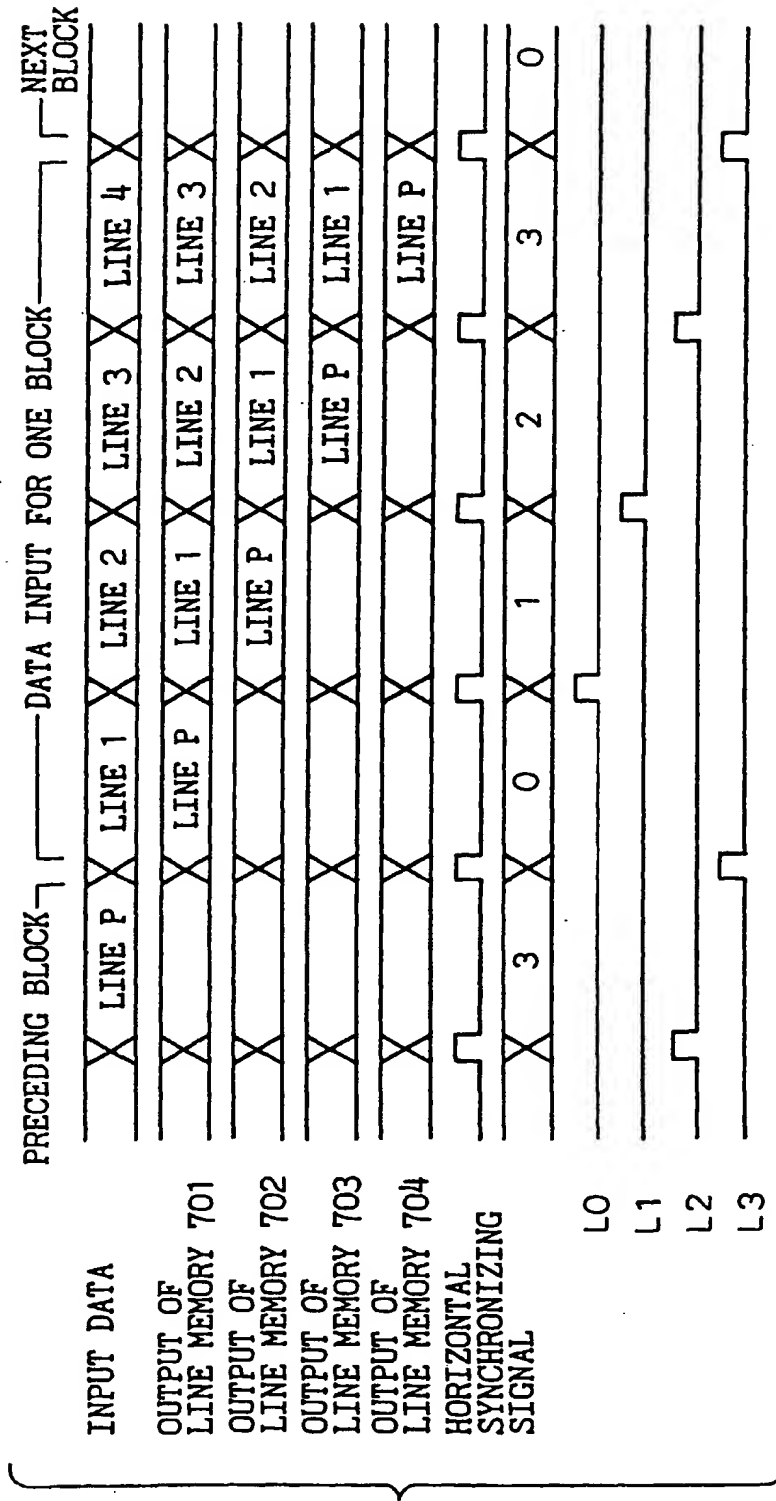 PRECEDING BLOCK
DATA INPUT FOR ONE BLOCK
NEXT
BLOCK
INPUT DATA
LINE P
LINE 1
LINE 2
LINE 3
LINE 4
OUTPUT OF
LINE MEMORY 701
LINE P
LINE 1
LINE 2
LINE 3
OUTPUT OF
LINE MEMORY 702
LINE P
LINE 1
LINE 2
OUTPUT OF
LINE MEMORY 703
LINE P
LINE 1
OUTPUT OF
LINE MEMORY 704
LINE P
HORIZONTAL
SYNCHRONIZING
SIGNAL
3
0
1
2
3
0
L0
L1
L2
L3